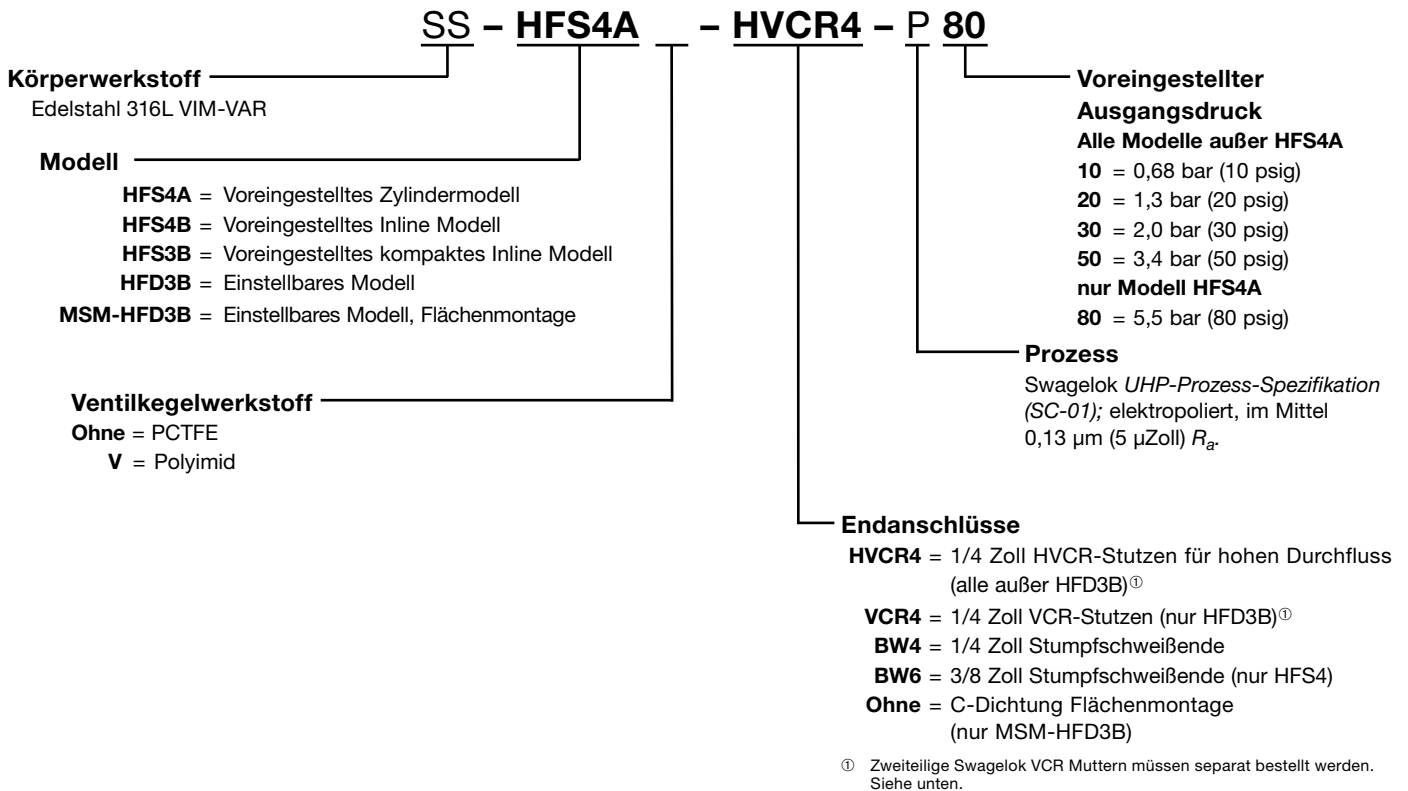 SS – HFS4A – HVCR4 – P 80
Körperwerkstoff
Edelstahl 316L VIM-VAR
Modell
HFS4A = Voreingestelltes Zylindermodell
HFS4B = Voreingestelltes Inline Modell
HFS3B = Voreingestelltes kompaktes Inline Modell
HFD3B = Einstellbares Modell
MSM-HFD3B = Einstellbares Modell, Flächenmontage
Ventilkegelwerkstoff
Ohne = PCTFE
V = Polyimid
Voreingestellter
Ausgangsdruck
Alle Modelle außer HFS4A
10 = 0,68 bar (10 psig)
20 = 1,3 bar (20 psig)
30 = 2,0 bar (30 psig)
50 = 3,4 bar (50 psig)
nur Modell HFS4A
80 = 5,5 bar (80 psig)
Prozess
Swagelok UHP-Prozess-Spezifikation
(SC-01); elektropoliert, im Mittel
0,13 µm (5 µZoll) Ra.
Endanschlüsse
HVCR4 = 1/4 Zoll HVCR-Stutzen für hohen Durchfluss
(alle außer HFD3B)①
VCR4 = 1/4 Zoll VCR-Stutzen (nur HFD3B)①
BW4 = 1/4 Zoll Stumpfschweißende
BW6 = 3/8 Zoll Stumpfschweißende (nur HFS4)
Ohne = C-Dichtung Flächenmontage
(nur MSM-HFD3B)
① Zweiteilige Swagelok VCR Muttern müssen separat bestellt werden.
Siehe unten.